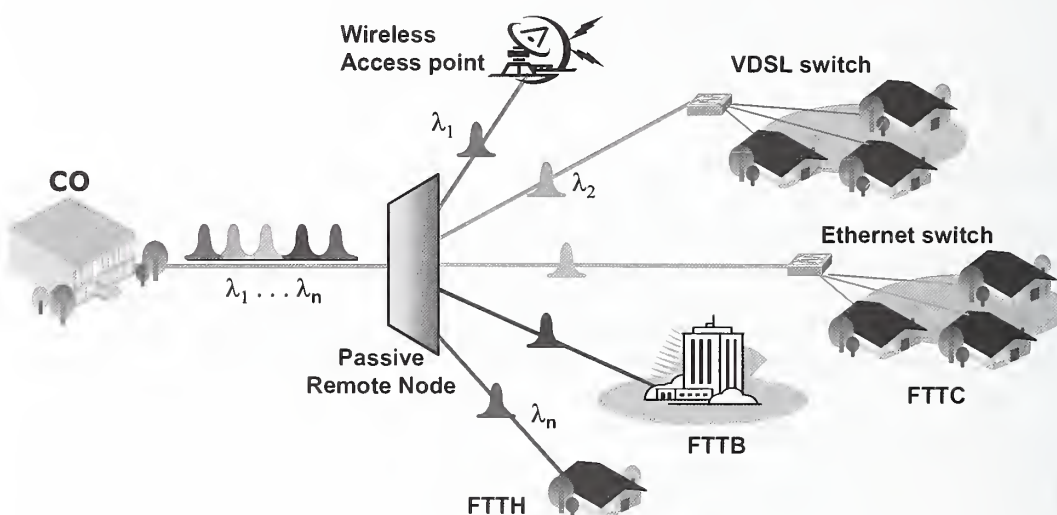 Wireless
Access point
VDSL switch
λ1
λ2
CO
Ethernet switch
λ1 . . . λn
Passive
Remote Node
λn
FTTC
FTTB
FTTH